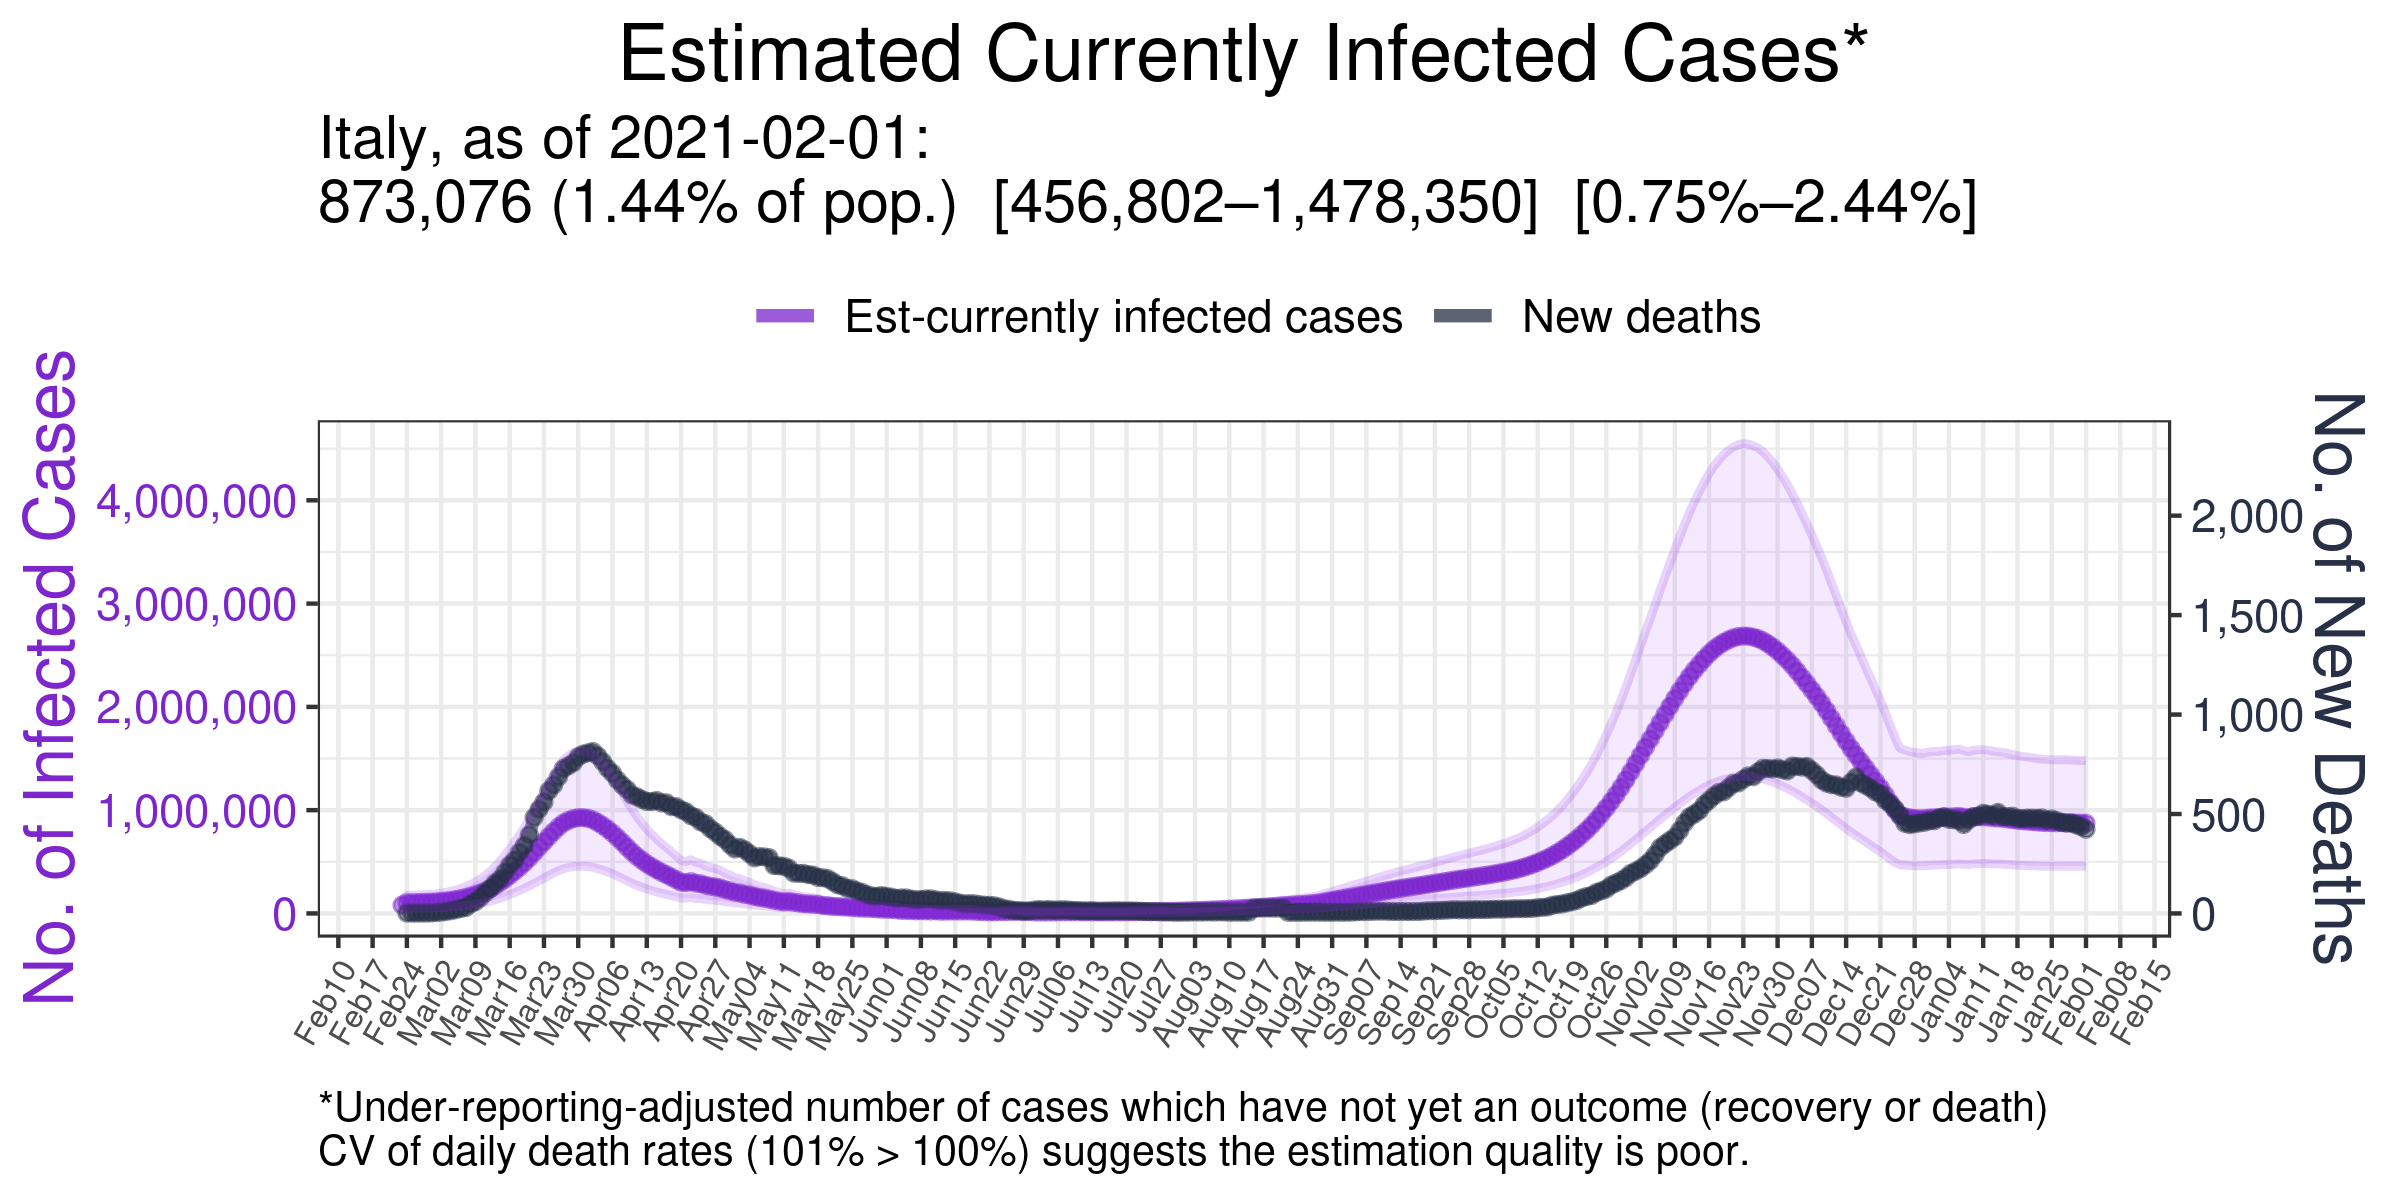 Estimated Currently Infected Cases*
Italy, as of 2021-02-01:
873,076 (1.44% of pop.) [456,802–1,478,350] [0.75%–2.44%]
Est-currently infected cases
New deaths
No. of Infected Cases
4,000,000
3,000,000
2,000,000
1,000,000
0
2,000
1,500
1,000
500
0
No. of New Deaths
Feb10
Feb17
Feb24
Mar02
Mar09
Mar16
Mar23
Mar30
Apr06
Apr13
Apr20
Apr27
May04
May11
May18
May25
Jun01
Jun08
Jun15
Jun22
Jun29
Jul06
Jul13
Jul20
Jul27
Aug03
Aug10
Aug17
Aug24
Aug31
Sep07
Sep14
Sep21
Sep28
Oct05
Oct12
Oct19
Oct26
Nov02
Nov09
Nov16
Nov23
Nov30
Dec07
Dec14
Dec21
Dec28
Jan04
Jan11
Jan18
Jan25
Feb01
Feb08
Feb15
*Under-reporting-adjusted number of cases which have not yet an outcome (recovery or death)
CV of daily death rates (101% > 100%) suggests the estimation quality is poor.